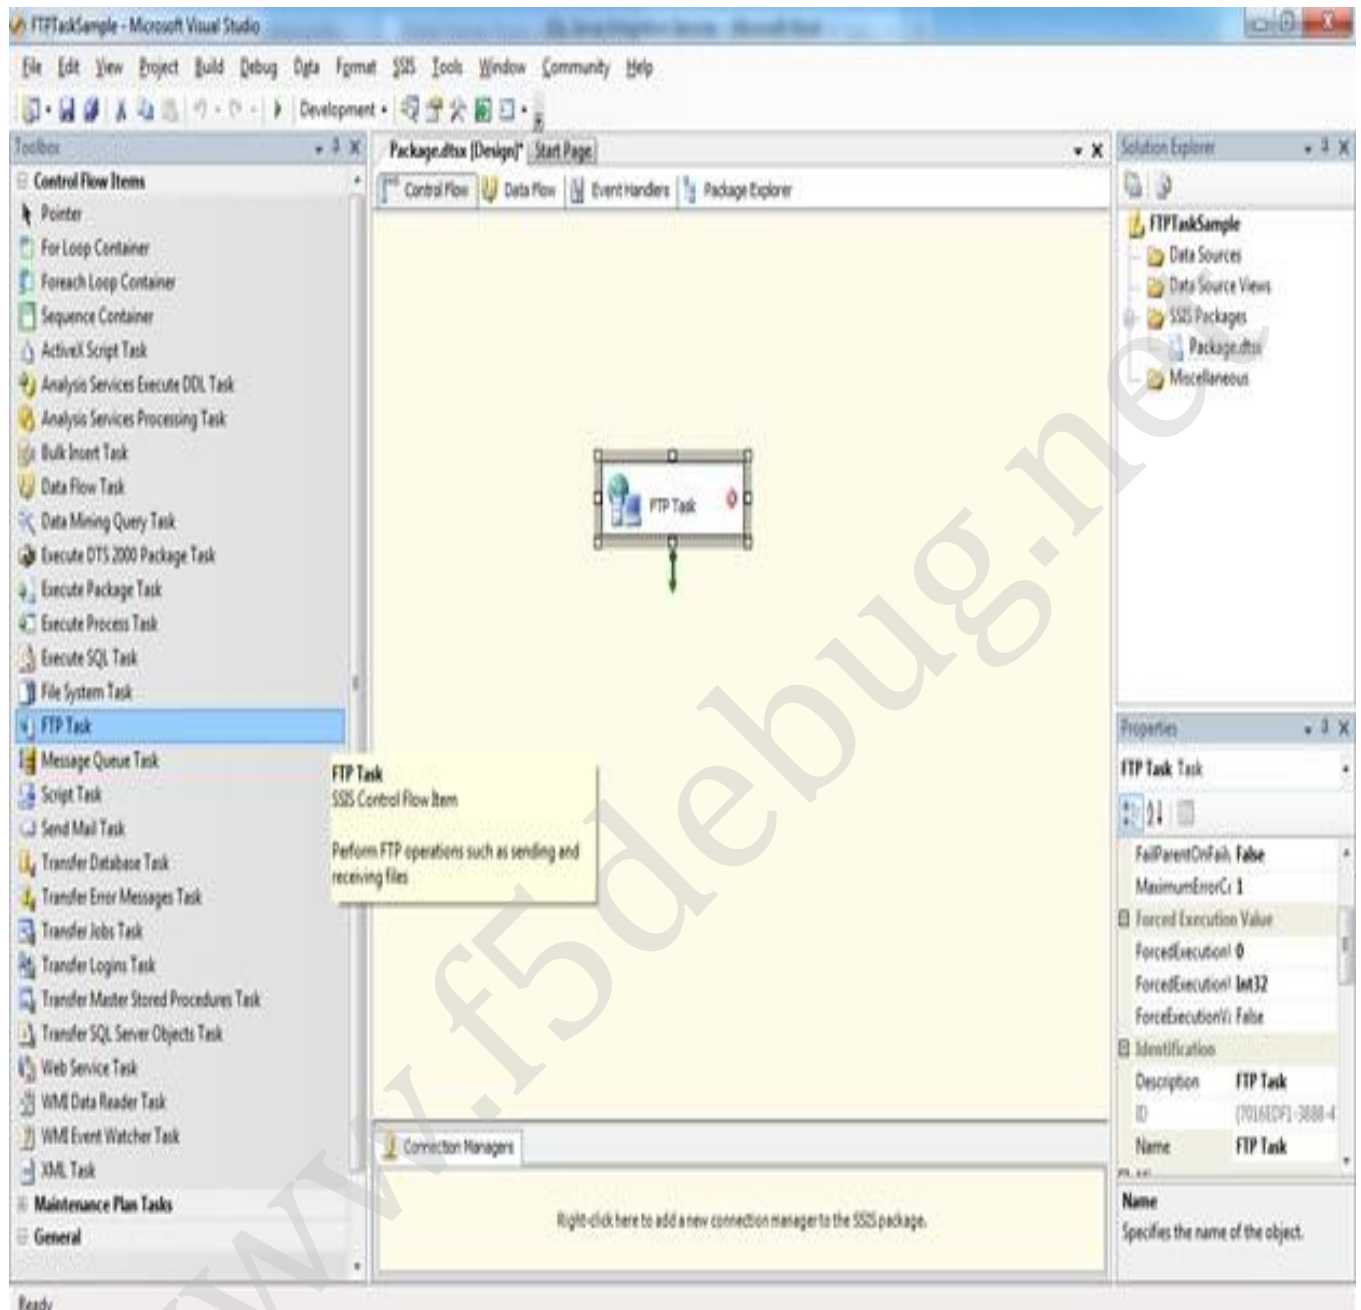 FTPTaskSample - Microsoft Visual Studio
File Edit View Project Build Debug Data Format SSIS Tools Window Community Help
Development
Toolbox
Control Flow Items
Pointer
For Loop Container
Foreach Loop Container
Sequence Container
ActiveX Script Task
Analysis Services Execute DDL Task
Analysis Services Processing Task
Bulk Insert Task
Data Flow Task
Data Mining Query Task
Execute DTS 2000 Package Task
Execute Package Task
Execute Process Task
Execute SQL Task
File System Task
FTP Task
Message Queue Task
Script Task
Send Mail Task
Transfer Database Task
Transfer Error Messages Task
Transfer Jobs Task
Transfer Logins Task
Transfer Master Stored Procedures Task
Transfer SQL Server Objects Task
Web Service Task
WMI Data Reader Task
WMI Event Watcher Task
XML Task
Maintenance Plan Tasks
General
Package.dtsx [Design]* Start Page
Control Flow Data Flow Event Handlers Package Explorer
FTP Task
FTP Task
SSIS Control Flow Item
Perform FTP operations such as sending and
receiving files
Connection Managers
Right-click here to add a new connection manager to the SSIS package.
Solution Explorer
FTPTaskSample
Data Sources
Data Source Views
SSIS Packages
Package.dtsx
Miscellaneous
Properties
FTP Task Task
FailParentOnFail False
MaximumErrorC 1
Forced Execution Value
ForcedExecution 0
ForcedExecution Int32
ForceExecutionV False
Identification
Description FTP Task
ID {7016EDF1-3888-4
Name FTP Task
Name
Specifies the name of the object.
Ready
www.f5debug.net